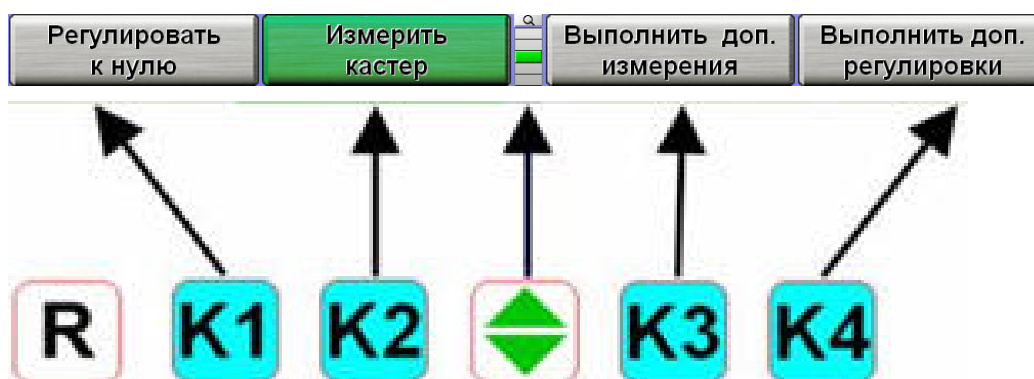 Регулировать
к нулю
Измерить
кастер
Выполнить доп.
измерения
Выполнить доп.
регулировки
R K1 K2 K3 K4